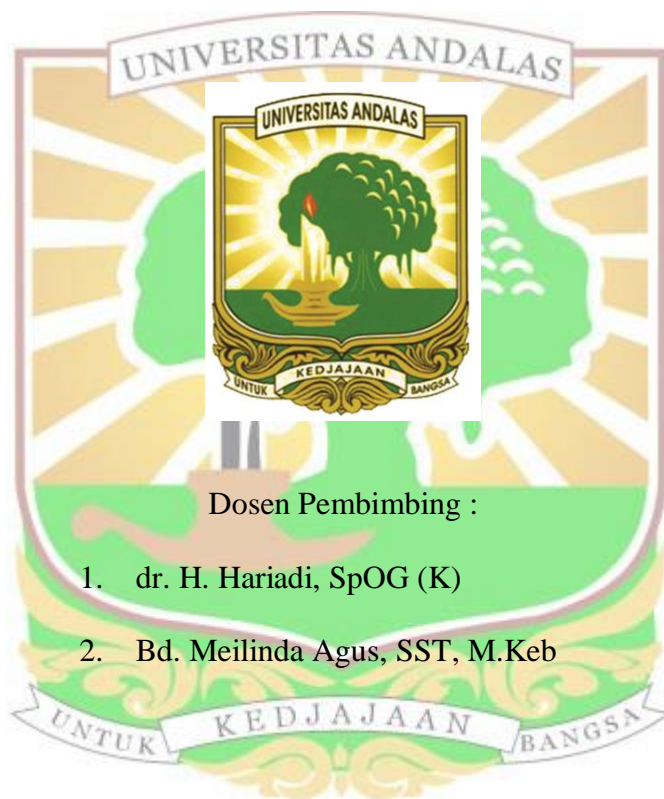 UNIVERSITAS ANDALAS
UNIVERSITAS ANDALAS
UNTUK KEDJAJAAN BANGSA
Dosen Pembimbing :
1. dr. H. Hariadi, SpOG (K)
2. Bd. Meilinda Agus, SST, M.Keb
UNTUK KEDJAJAAN BANGSA